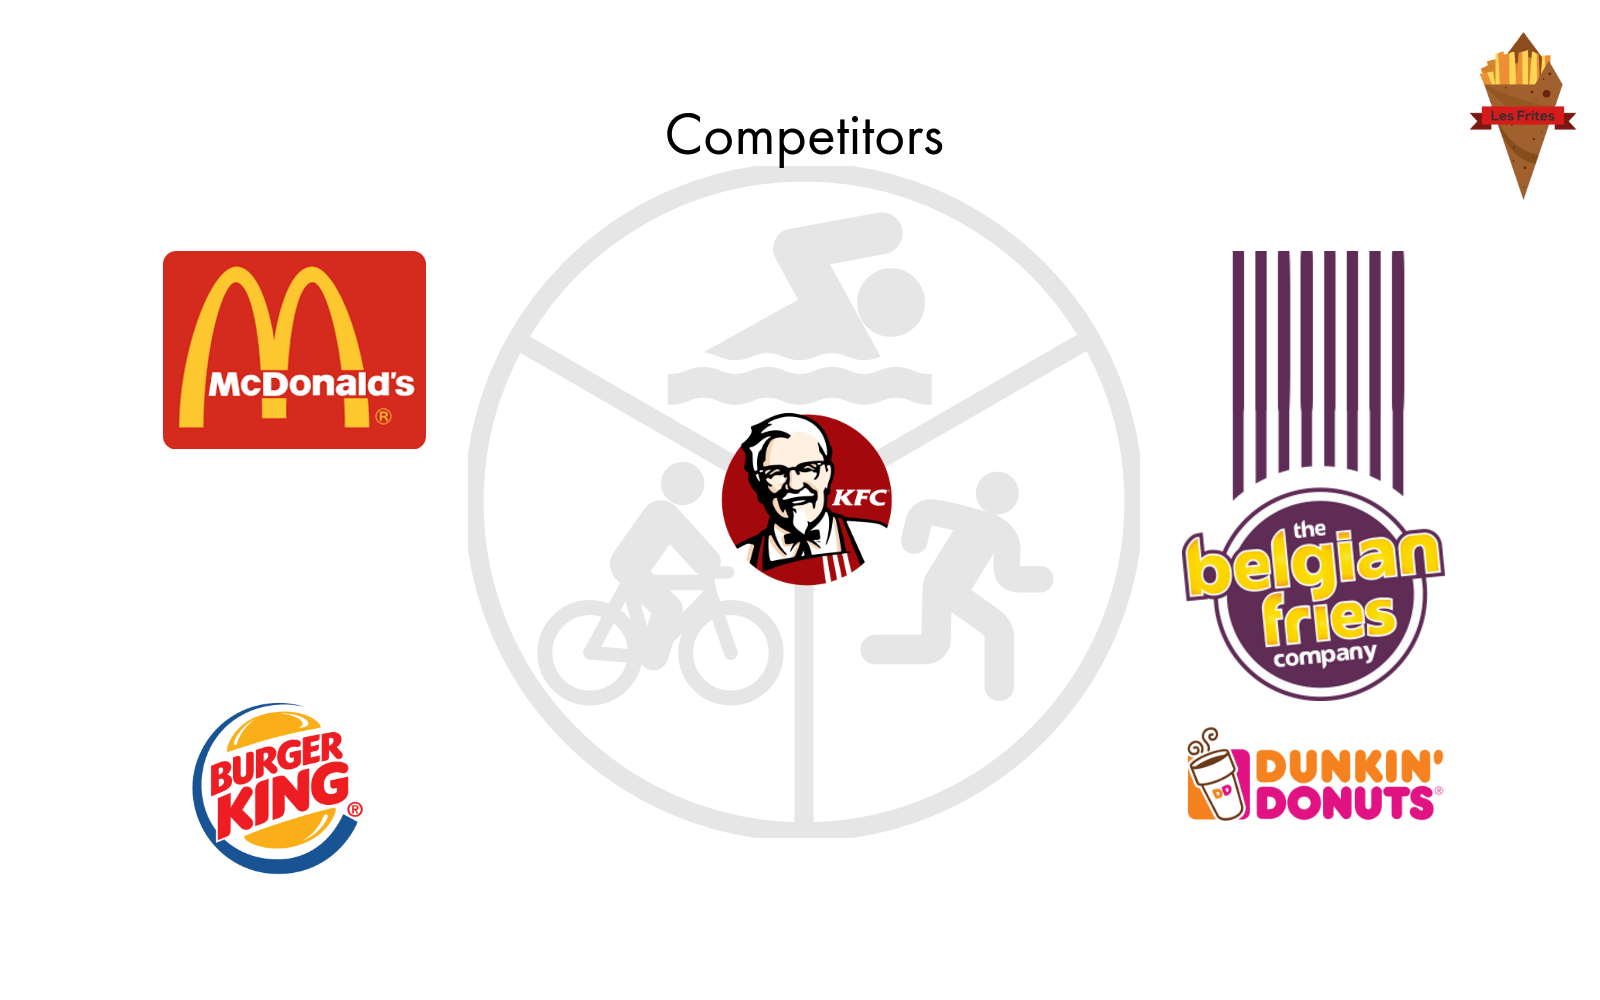 Competitors
Les Frites
McDonald's
®
KFC
the
belgian
fries
company
BURGER
KING
®
DD
DUNKIN'
DONUTS®